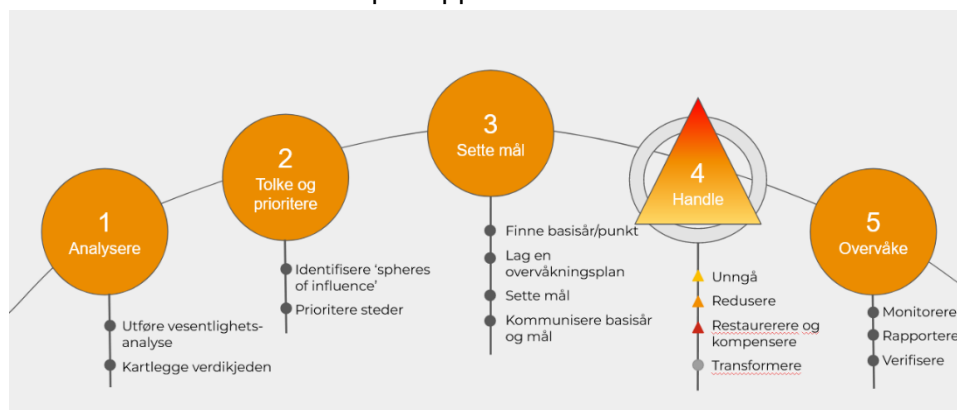 1
Analysere
Utføre vesentlighets-
analyse
Kartlegge verdikjeden
2
Tolke og
prioritere
Identifisere ‘spheres
of influence’
Prioritere steder
3
Sette mål
Finne basisår/punkt
Lag en
overvåkningsplan
Sette mål
Kommunisere basisår
og mål
4
Handle
Unngå
Redusere
Restaurerere og
kompensere
Transformere
5
Overvåke
Monitorere
Rapportere
Verifisere